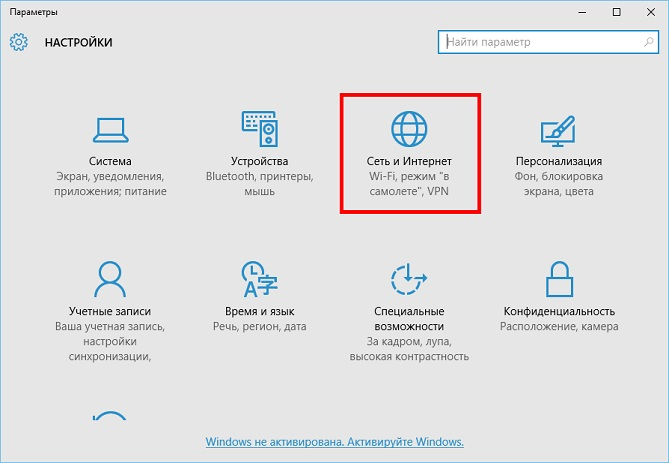 Параметры
НАСТРОЙКИ
Найти параметр
Система
Экран, уведомления,
приложения; питание
Устройства
Bluetooth, принтеры,
мышь
Сеть и Интернет
Wi-Fi, режим "в
самолете", VPN
Персонализация
Фон, блокировка
экрана, цвета
Учетные записи
Ваша учетная запись,
настройки
синхронизации,
Время и язык
Речь, регион, дата
Специальные
возможности
За кадром, лупа,
высокая контрастность
Конфиденциальность
Расположение, камера
Windows не активирована. Активируйте Windows.